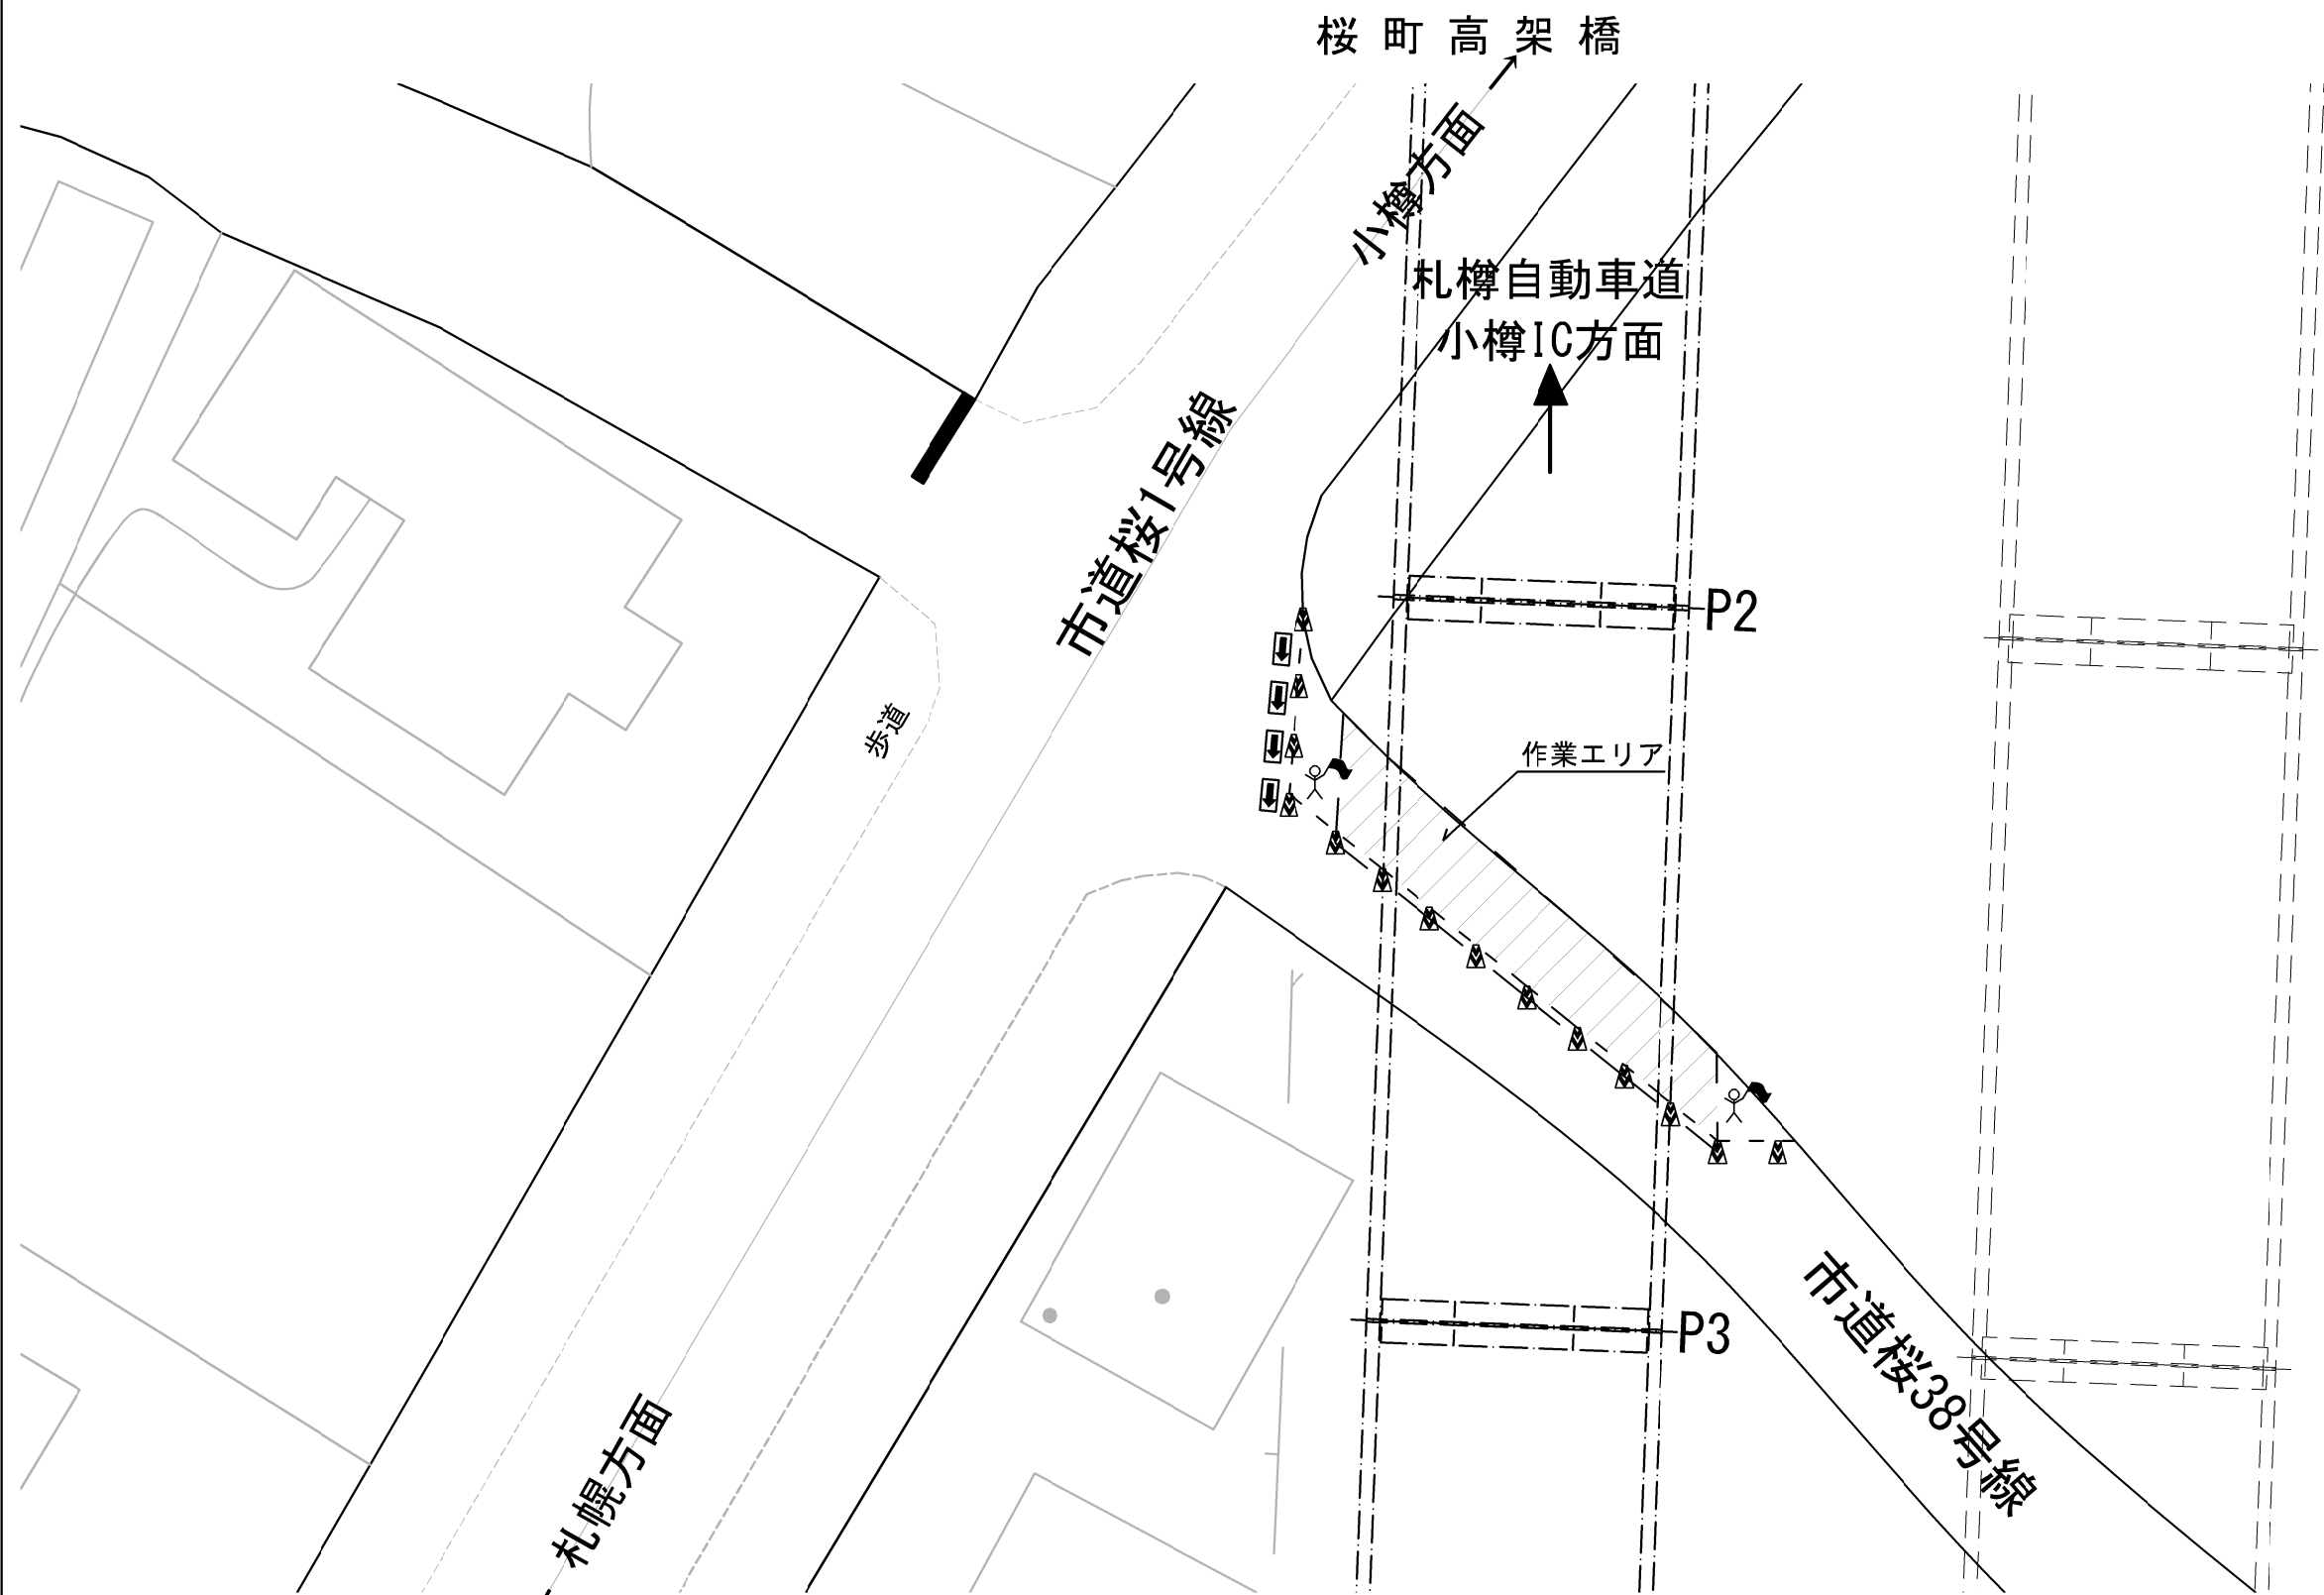 桜町高架橋
小樽方面
札樽自動車道
小樽IC方面
市道桜1号線
P2
歩道
作業エリア
市道桜38号線
P3
札幌方面